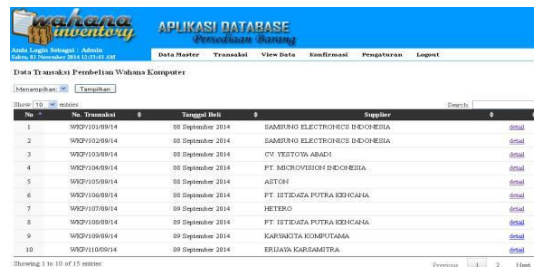 wahana inventory
APLIKASI DATABASE
Persediaan Barang
Anda Login Sebagai : Admin
Data Master Transaksi View Data Konfirmasi Pengaturan Logout
Data Transaksi Pembelian Wahana Komputer
Menampilkan: Tampilkan
Show 10 entries Search:
No No. Transaksi Tanggal Beli Supplier
1 WKP/101/09/14 08 September 2014 SAMSUNG ELECTRONICS INDONESIA detail
2 WKP/102/09/14 08 September 2014 SAMSUNG ELECTRONICS INDONESIA detail
3 WKP/103/09/14 08 September 2014 CV. YESTOYA ABADI detail
4 WKP/104/09/14 08 September 2014 PT. MICROVISION INDONESIA detail
5 WKP/105/09/14 08 September 2014 ASTON detail
6 WKP/106/09/14 08 September 2014 PT. ISTIDATA PUTRA KENCANA detail
7 WKP/107/09/14 09 September 2014 HETERO detail
8 WKP/108/09/14 09 September 2014 PT. ISTIDATA PUTRA KENCANA detail
9 WKP/109/09/14 09 September 2014 KARYAKITA KOMPUTAMA detail
10 WKP/110/09/14 09 September 2014 ERIJAYA KARSAMITRA detail
Showing 1 to 10 of 15 entries Previous 1 2 Next